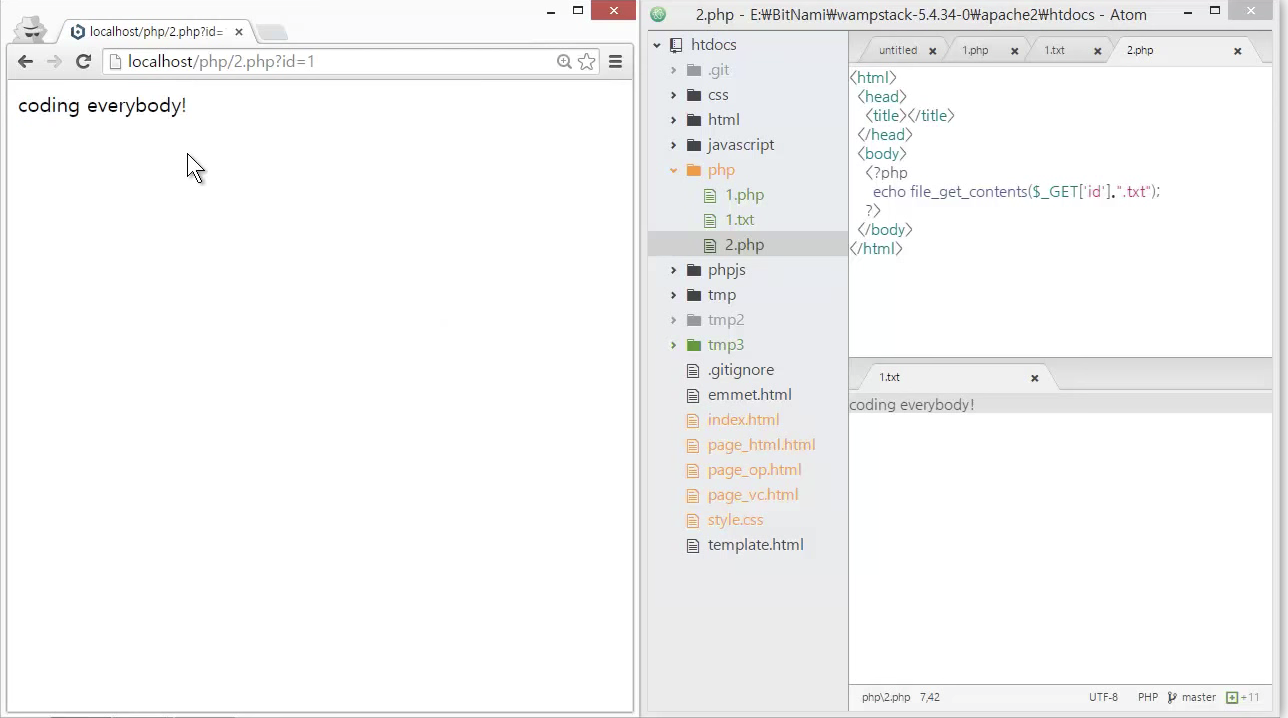 localhost/php/2.php?id=
localhost/php/2.php?id=1
coding everybody!
2.php - E:₩BitNami₩wampstack-5.4.34-0₩apache2₩htdocs - Atom
htdocs
.git
css
html
javascript
php
1.php
1.txt
2.php
phpjs
tmp
tmp2
tmp3
.gitignore
emmet.html
index.html
page_html.html
page_op.html
page_vc.html
style.css
template.html
untitled
1.php
1.txt
2.php
<html>
<head>
<title></title>
</head>
<body>
<?php
echo file_get_contents($_GET['id'].".txt");
?>
</body>
</html>
1.txt
coding everybody!
php\2.php 7,42
UTF-8 PHP master +11